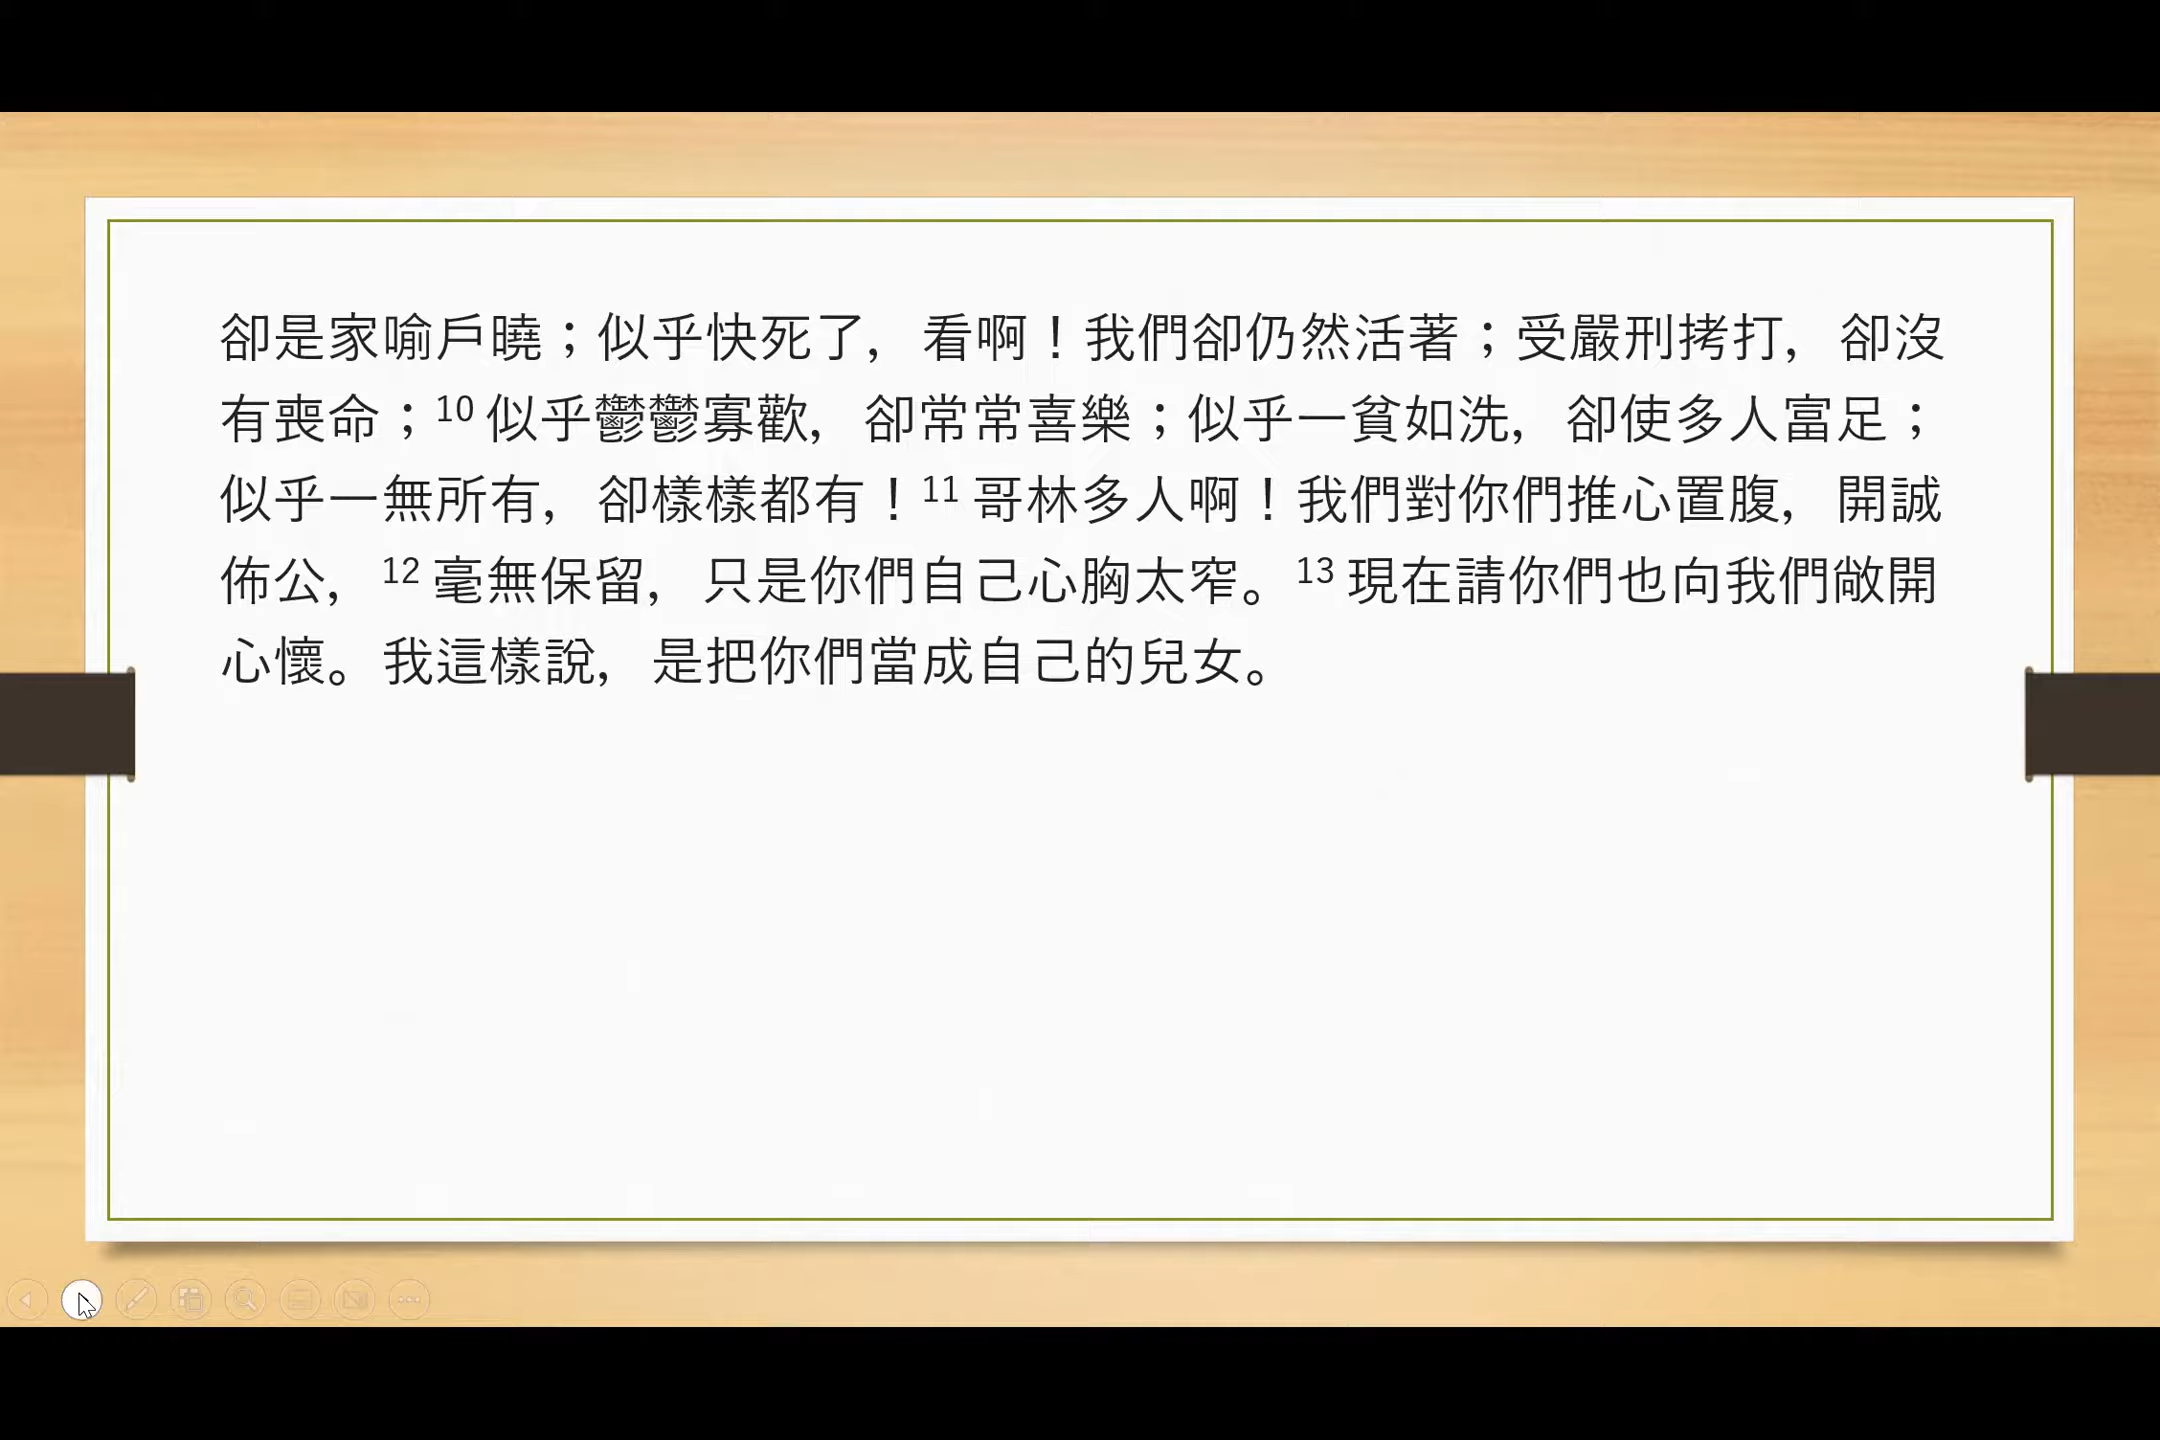 卻是家喻戶曉；似乎快死了，看啊！我們卻仍然活著；受嚴刑拷打，卻沒
有喪命；10 似乎鬱鬱寡歡，卻常常喜樂；似乎一貧如洗，卻使多人富足；
似乎一無所有，卻樣樣都有！11 哥林多人啊！我們對你們推心置腹，開誠
佈公，12 毫無保留，只是你們自己心胸太窄。13 現在請你們也向我們敞開
心懷。我這樣說，是把你們當成自己的兒女。